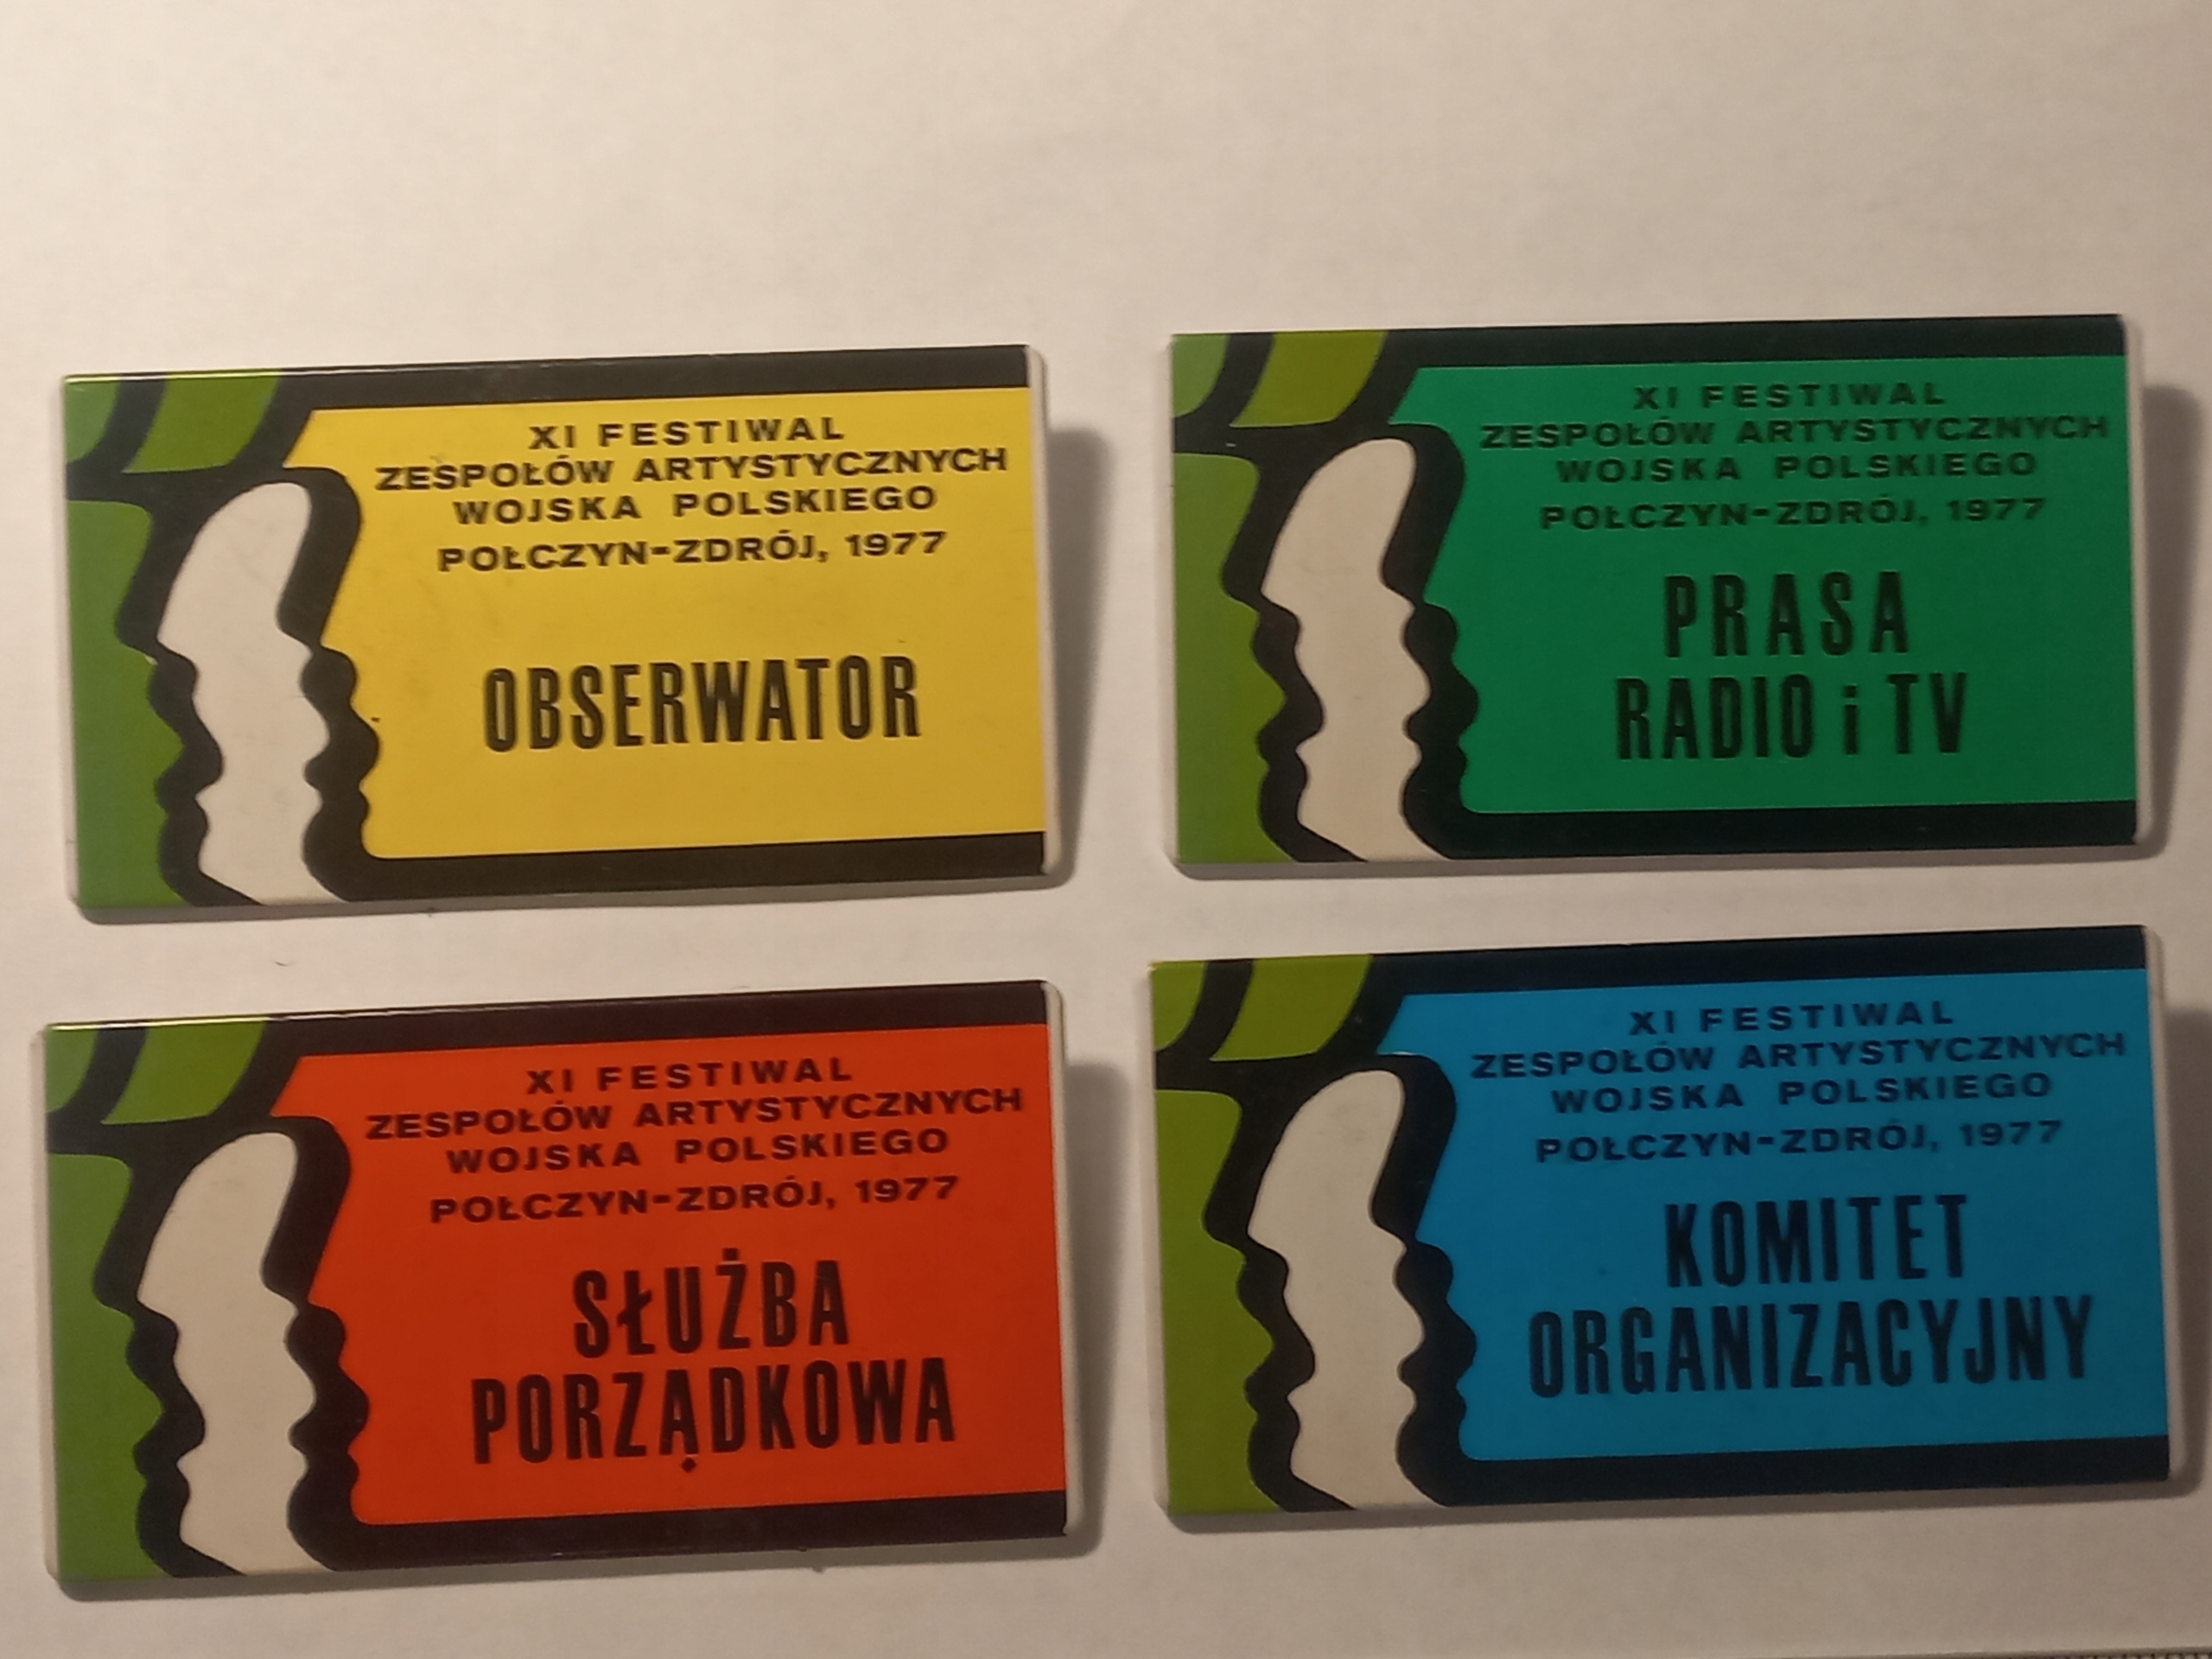 XI FESTIWAL
ZESPOŁÓW ARTYSTYCZNYCH
WOJSKA POLSKIEGO
POŁCZYN-ZDRÓJ, 1977
OBSERWATOR
XI FESTIWAL
ZESPOŁÓW ARTYSTYCZNYCH
WOJSKA POLSKIEGO
POŁCZYN-ZDRÓJ, 1977
PRASA
RADIO i TV
XI FESTIWAL
ZESPOŁÓW ARTYSTYCZNYCH
WOJSKA POLSKIEGO
POŁCZYN-ZDRÓJ, 1977
SŁUŻBA
PORZĄDKOWA
XI FESTIWAL
ZESPOŁÓW ARTYSTYCZNYCH
WOJSKA POLSKIEGO
POŁCZYN-ZDRÓJ, 1977
KOMITET
ORGANIZACYJNY